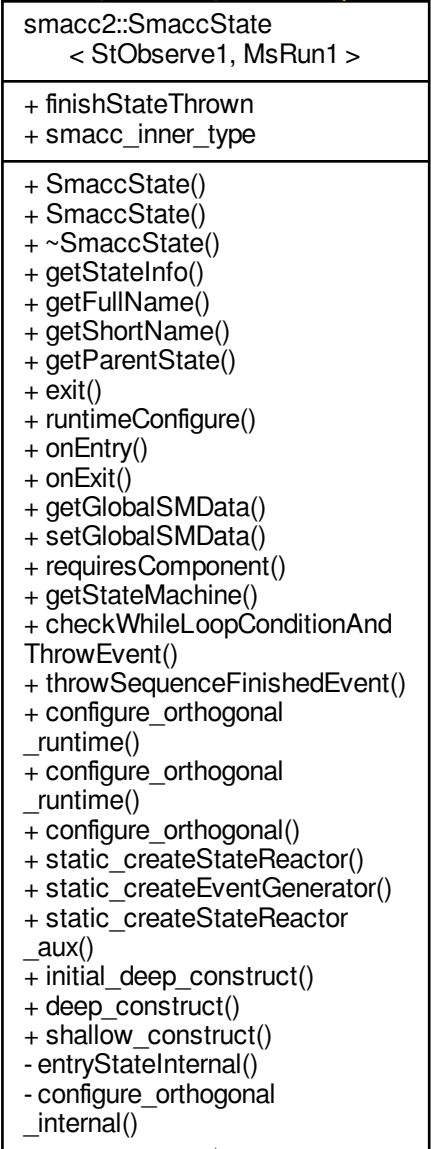 smacc2::SmaccState
< StObserve1, MsRun1 >
+ finishStateThrown
+ smacc_inner_type
+ SmaccState()
+ SmaccState()
+ ~SmaccState()
+ getStateInfo()
+ getFullName()
+ getShortName()
+ getParentState()
+ exit()
+ runtimeConfigure()
+ onEntry()
+ onExit()
+ getGlobalSMData()
+ setGlobalSMData()
+ requiresComponent()
+ getStateMachine()
+ checkWhileLoopConditionAnd
ThrowEvent()
+ throwSequenceFinishedEvent()
+ configure_orthogonal
_runtime()
+ configure_orthogonal
_runtime()
+ configure_orthogonal()
+ static_createStateReactor()
+ static_createEventGenerator()
+ static_createStateReactor
_aux()
+ initial_deep_construct()
+ deep_construct()
+ shallow_construct()
- entryStateInternal()
- configure_orthogonal
_internal()